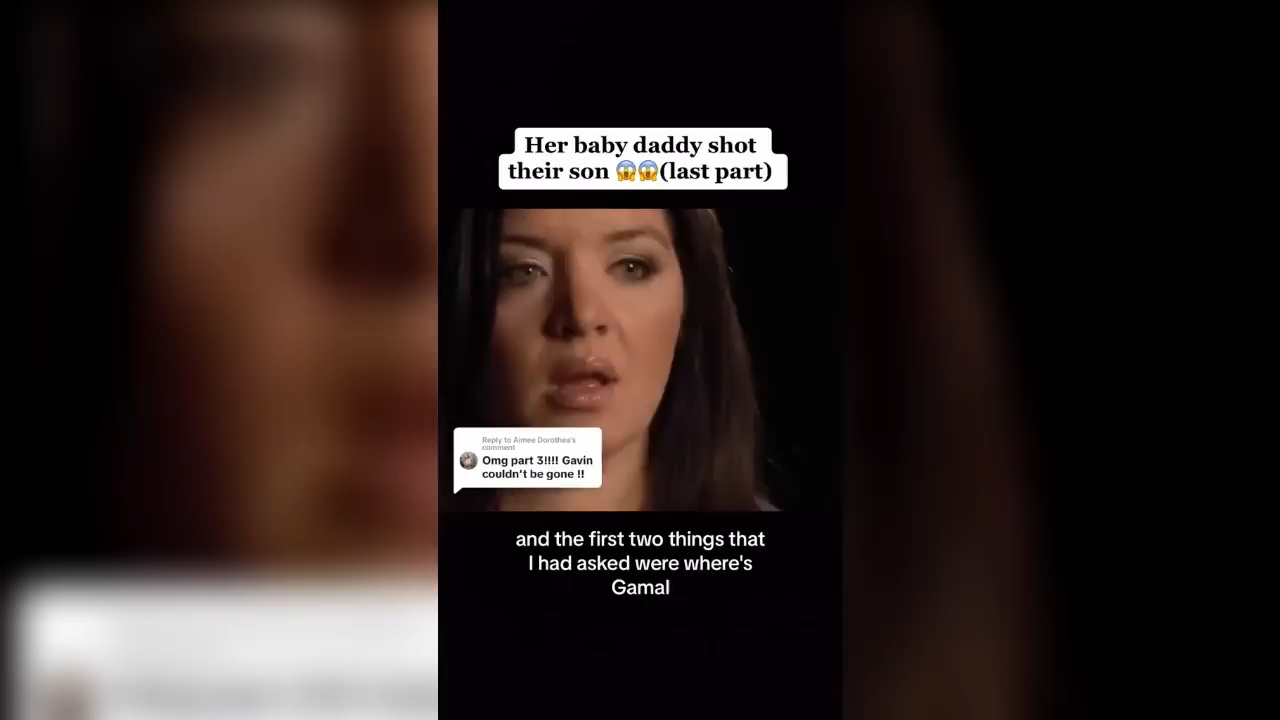 Her baby daddy shot
their son 😱😱(last part)
Reply to Aimee Dorothea's
comment
Omg part 3!!!! Gavin
couldn't be gone !!
and the first two things that
I had asked were where's
Gamal